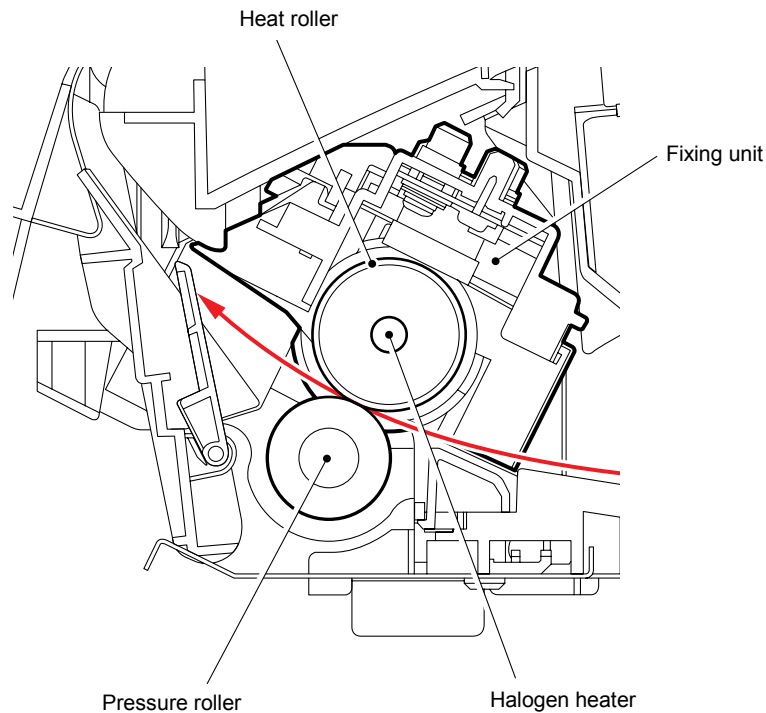 Heat roller
Fixing unit
Pressure roller
Halogen heater